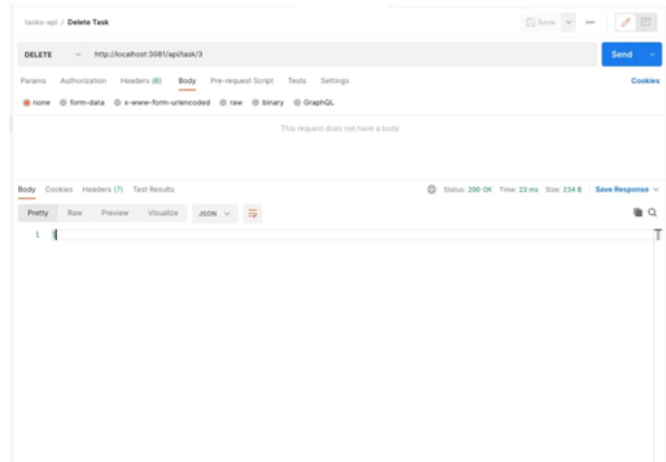 tasks-api / Delete Task
Save
DELETE http://localhost:3081/api/task/3 Send
Params Authorization Headers (6) Body Pre-request Script Tests Settings Cookies
none form-data x-www-form-urlencoded raw binary GraphQL
This request does not have a body
Body Cookies Headers (7) Test Results Status: 200 OK Time: 23 ms Size: 234 B Save Response
Pretty Raw Preview Visualize JSON
1